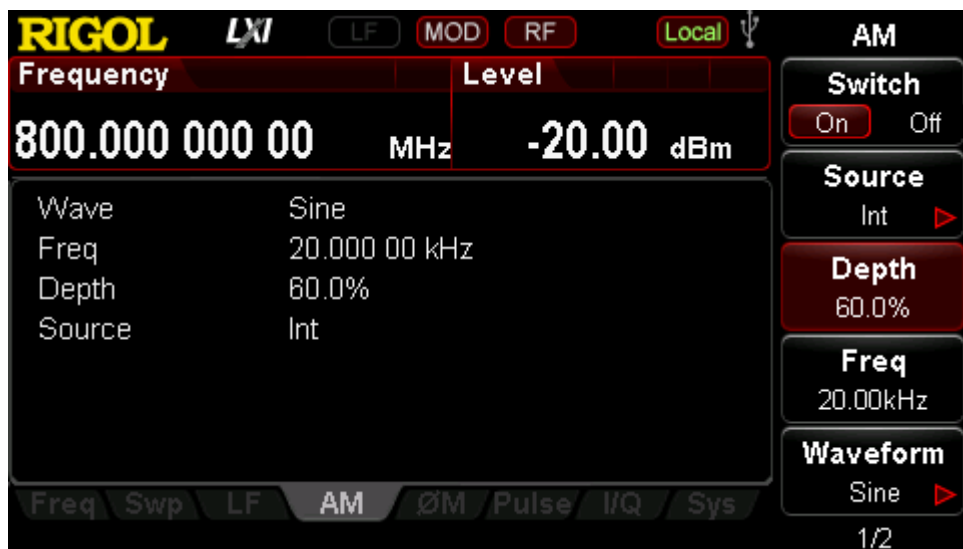 RIGOL LXI LF MOD RF Local AM
Frequency Level
800.000 000 00 MHz -20.00 dBm
Wave Sine
Freq 20.000 00 kHz
Depth 60.0%
Source Int
Freq Swp LF AM ØM Pulse I/Q Sys
Switch
On Off
Source
Int
Depth
60.0%
Freq
20.00kHz
Waveform
Sine
1/2